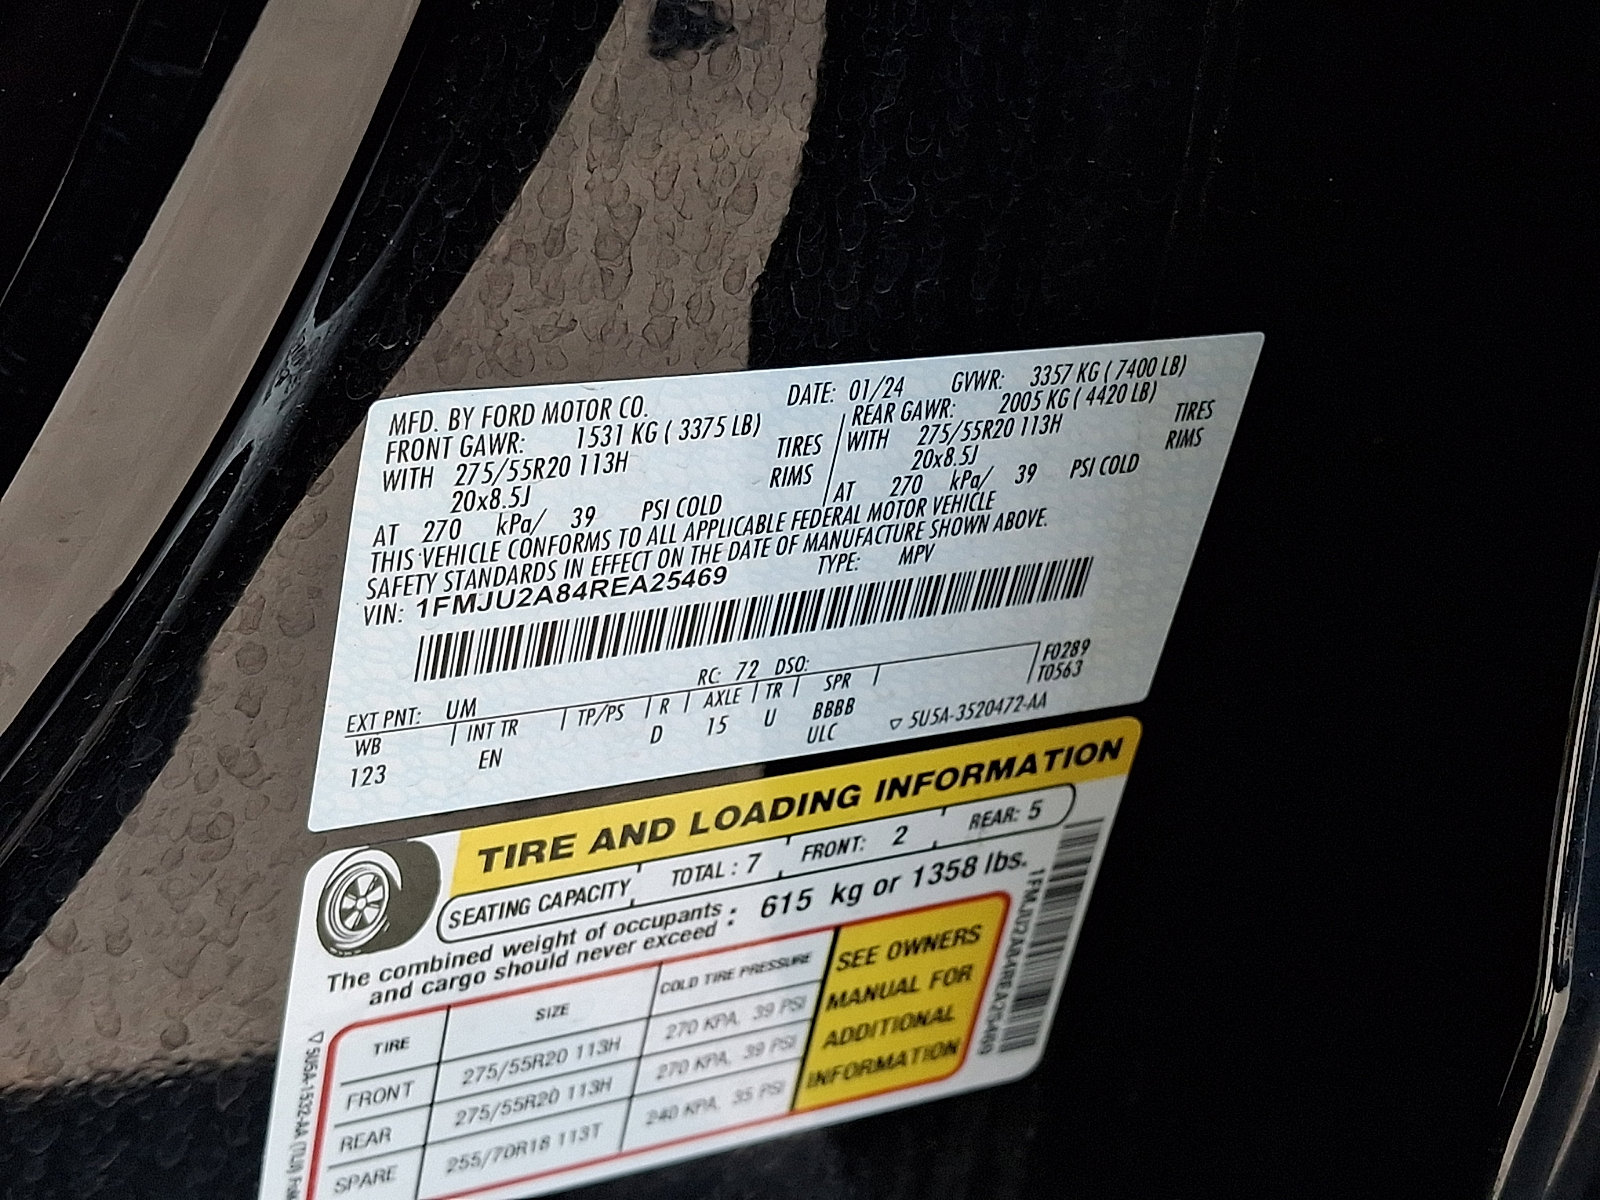 MFD. BY FORD MOTOR CO. DATE: 01/24 GVWR: 3357 KG ( 7400 LB)
FRONT GAWR: 1531 KG ( 3375 LB) REAR GAWR: 2005 KG ( 4420 LB)
WITH 275/55R20 113H TIRES WITH 275/55R20 113H TIRES
20x8.5J RIMS 20x8.5J RIMS
AT 270 kPa/ 39 PSI COLD AT 270 kPa/ 39 PSI COLD
THIS VEHICLE CONFORMS TO ALL APPLICABLE FEDERAL MOTOR VEHICLE
SAFETY STANDARDS IN EFFECT ON THE DATE OF MANUFACTURE SHOWN ABOVE.
VIN: 1FMJU2A84REA25469 TYPE: MPV
F0289
T0563
EXT PNT: UM RC: 72 DSO:
WB INT TR TP/PS R AXLE TR SPR
123 EN D 15 U BBBB
ULC
5U5A-3520472-AA
TIRE AND LOADING INFORMATION
SEATING CAPACITY TOTAL : 7 FRONT: 2 REAR: 5
The combined weight of occupants
and cargo should never exceed : 615 kg or 1358 lbs.
TIRE SIZE COLD TIRE PRESSURE
FRONT 275/55R20 113H 270 KPA, 39 PSI
REAR 275/55R20 113H 270 KPA, 39 PSI
SPARE 255/70R18 113T 240 KPA, 35 PSI
SEE OWNERS
MANUAL FOR
ADDITIONAL
INFORMATION
1FMJU2A84REA25469
5U5A-1532-AA